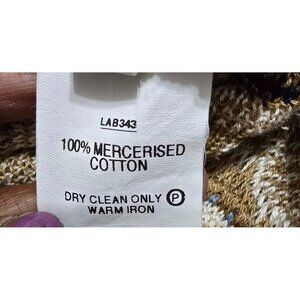 LAB343
100% MERCERISED
COTTON
DRY CLEAN ONLY Ⓟ
WARM IRON